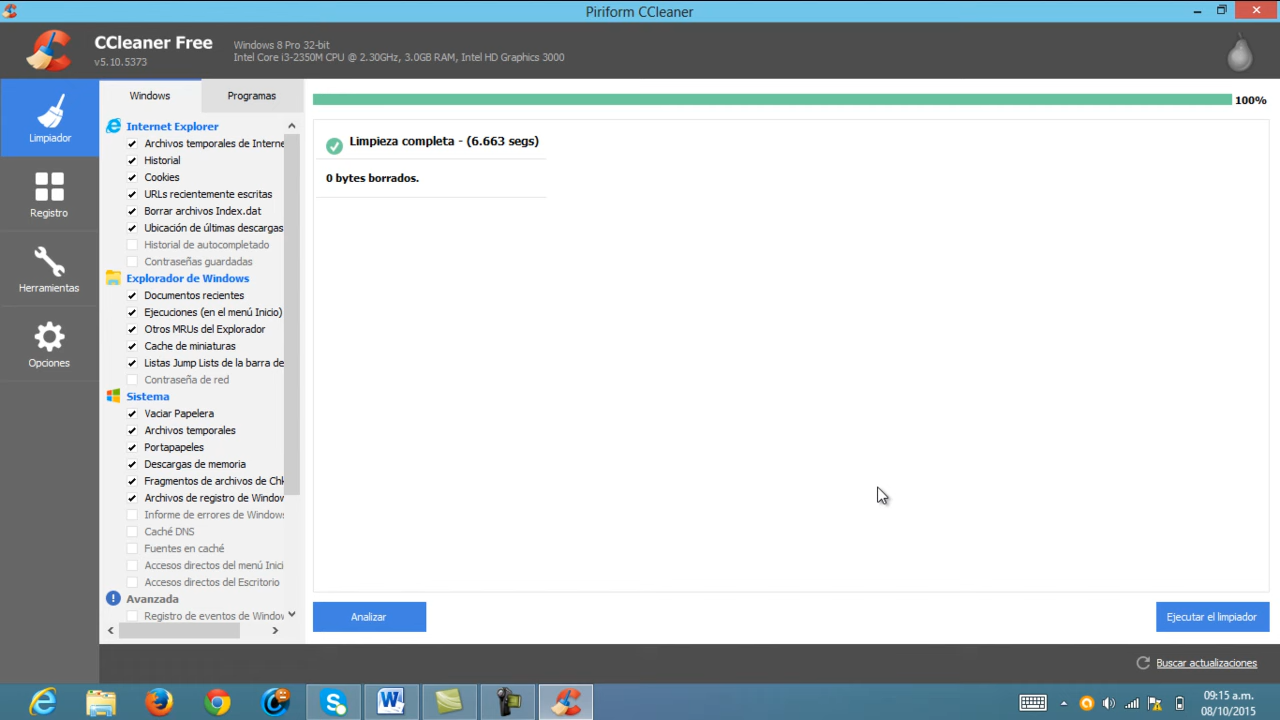 Piriform CCleaner
CCleaner Free
v5.10.5373
Windows 8 Pro 32-bit
Intel Core i3-2350M CPU @ 2.30GHz, 3.0GB RAM, Intel HD Graphics 3000
Limpiador
Registro
Herramientas
Opciones
Windows
Programas
Internet Explorer
Archivos temporales de Interne
Historial
Cookies
URLs recientemente escritas
Borrar archivos Index.dat
Ubicación de últimas descargas
Historial de autocompletado
Contraseñas guardadas
Explorador de Windows
Documentos recientes
Ejecuciones (en el menú Inicio)
Otros MRUs del Explorador
Cache de miniaturas
Listas Jump Lists de la barra de
Contraseña de red
Sistema
Vaciar Papelera
Archivos temporales
Portapapeles
Descargas de memoria
Fragmentos de archivos de Chk
Archivos de registro de Window
Informe de errores de Windows
Caché DNS
Fuentes en caché
Accesos directos del menú Inici
Accesos directos del Escritorio
Avanzada
Registro de eventos de Window
100%
Limpieza completa - (6.663 segs)
0 bytes borrados.
Analizar
Ejecutar el limpiador
Buscar actualizaciones
09:15 a.m.
08/10/2015